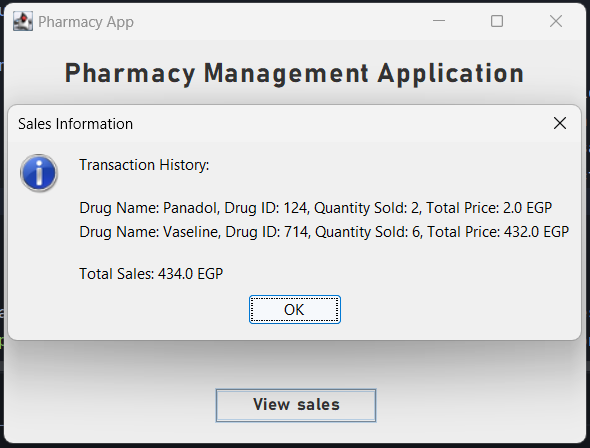 Pharmacy App
Pharmacy Management Application
Sales Information
Transaction History:
Drug Name: Panadol, Drug ID: 124, Quantity Sold: 2, Total Price: 2.0 EGP
Drug Name: Vaseline, Drug ID: 714, Quantity Sold: 6, Total Price: 432.0 EGP
Total Sales: 434.0 EGP
OK
View sales